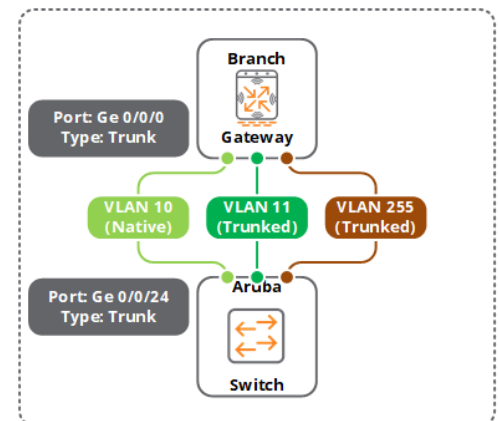 Branch
Gateway
Port: Ge 0/0/0
Type: Trunk
VLAN 10
(Native)
VLAN 11
(Trunked)
VLAN 255
(Trunked)
Port: Ge 0/0/24
Type: Trunk
Aruba
Switch